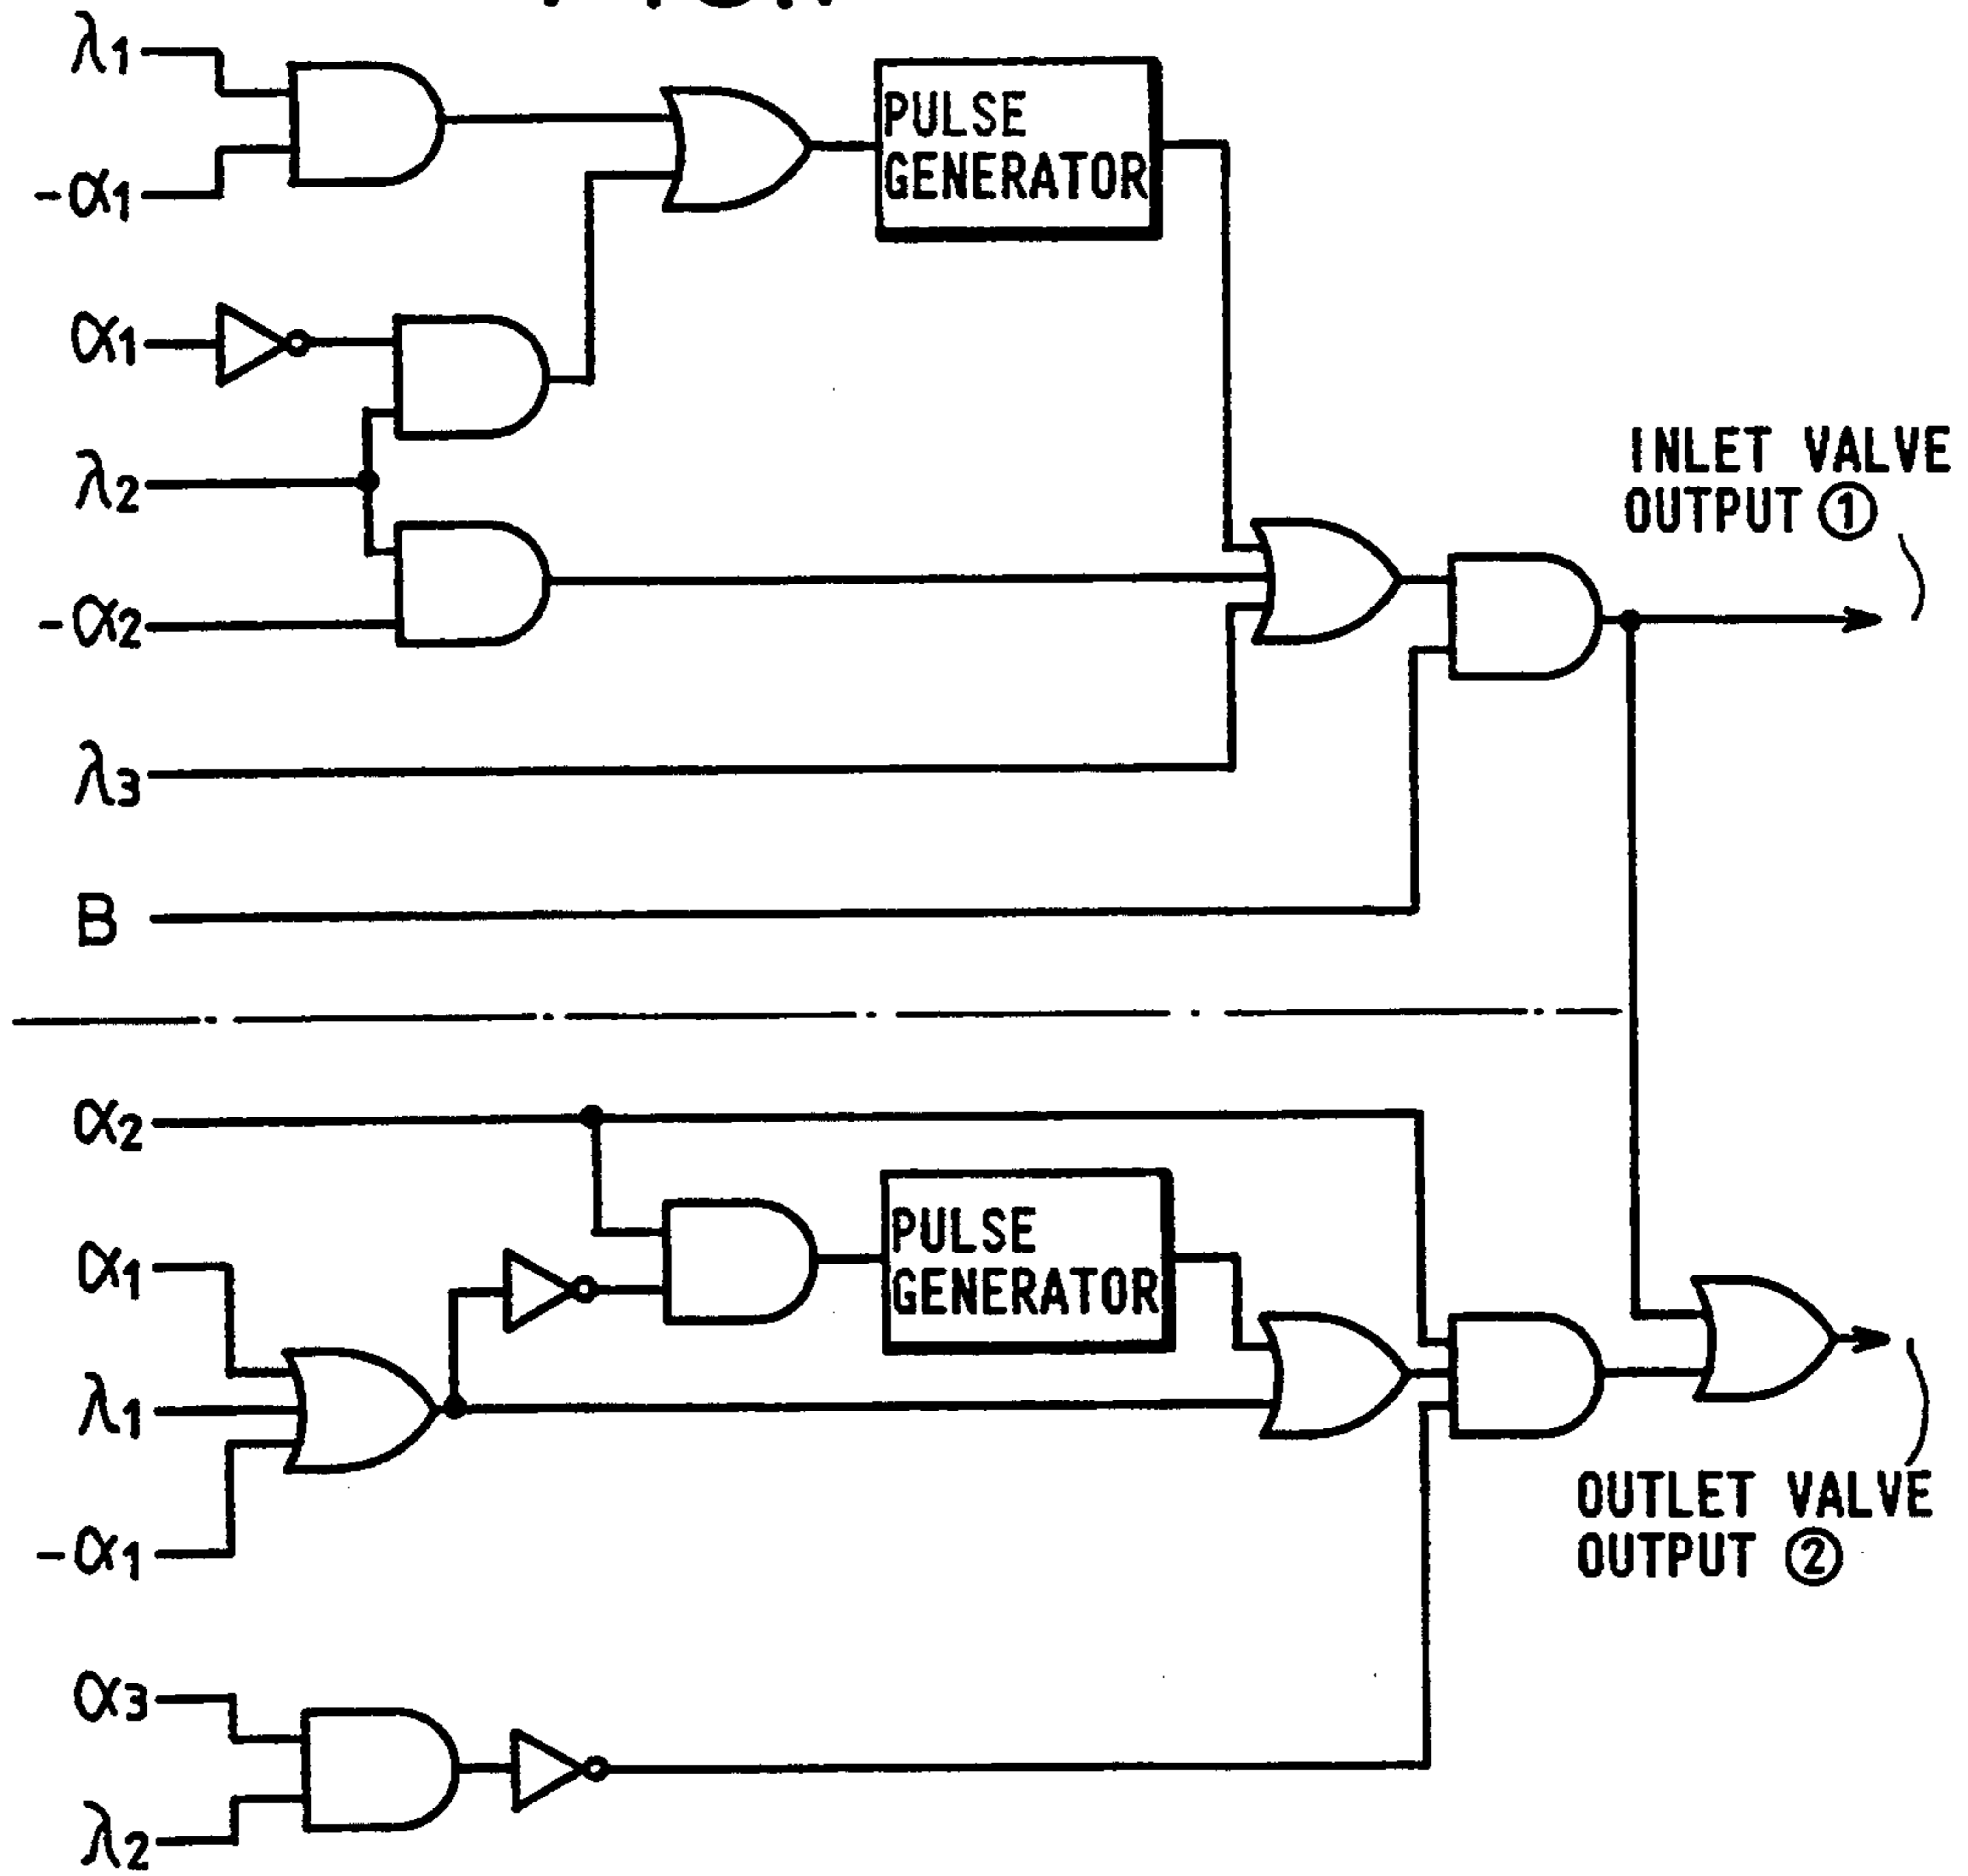 λ1
-α1
PULSE
GENERATOR
α1
λ2
-α2
INLET VALVE
OUTPUT ①
λ3
B
α2
PULSE
GENERATOR
α1
λ1
-α1
OUTLET VALVE
OUTPUT ②
α3
λ2